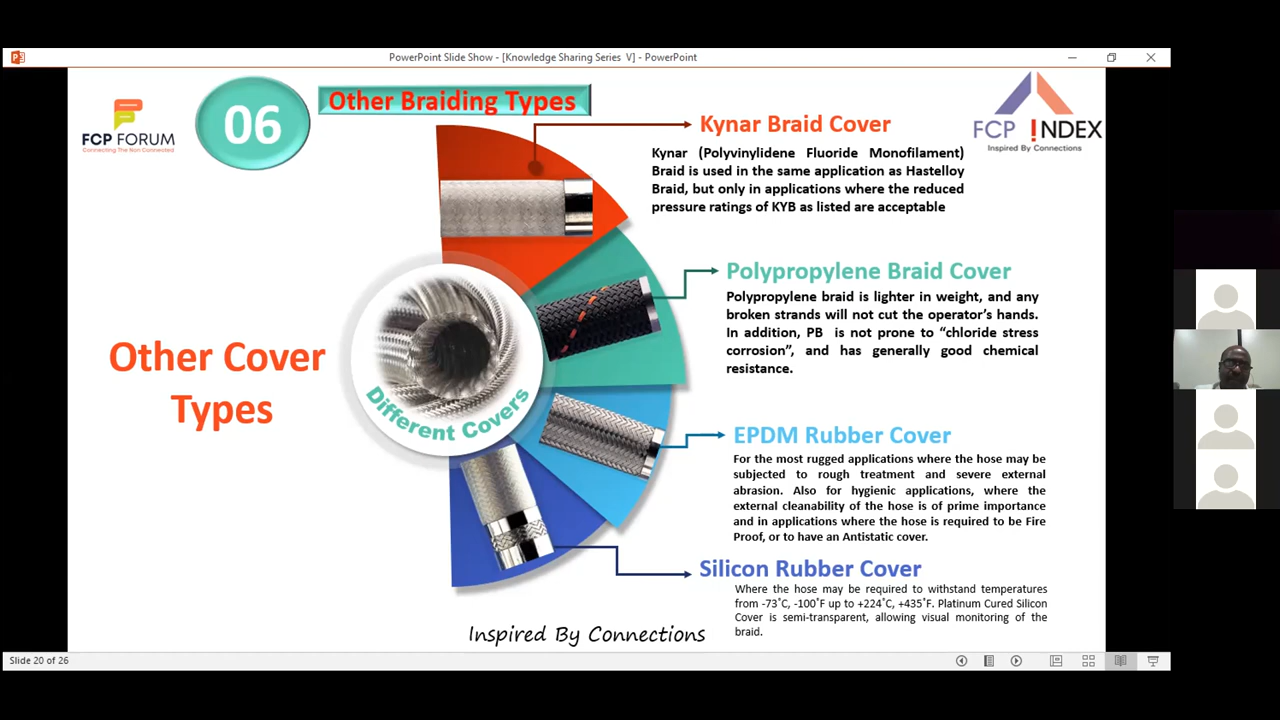 PowerPoint Slide Show - [Knowledge Sharing Series V] - PowerPoint
FCP FORUM
Connecting The Non Connected
06
Other Braiding Types
FCP !NDEX
Inspired By Connections
Kynar Braid Cover
Kynar (Polyvinylidene Fluoride Monofilament)
Braid is used in the same application as Hastelloy
Braid, but only in applications where the reduced
pressure ratings of KYB as listed are acceptable
Polypropylene Braid Cover
Polypropylene braid is lighter in weight, and any
broken strands will not cut the operator's hands.
In addition, PB is not prone to “chloride stress
corrosion”, and has generally good chemical
resistance.
Other Cover
Types
Different Covers
EPDM Rubber Cover
For the most rugged applications where the hose may be
subjected to rough treatment and severe external
abrasion. Also for hygienic applications, where the
external cleanability of the hose is of prime importance
and in applications where the hose is required to be Fire
Proof, or to have an Antistatic cover.
Silicon Rubber Cover
Where the hose may be required to withstand temperatures
from -73˚C, -100˚F up to +224˚C, +435˚F. Platinum Cured Silicon
Cover is semi-transparent, allowing visual monitoring of the
braid.
Inspired By Connections
Slide 20 of 26